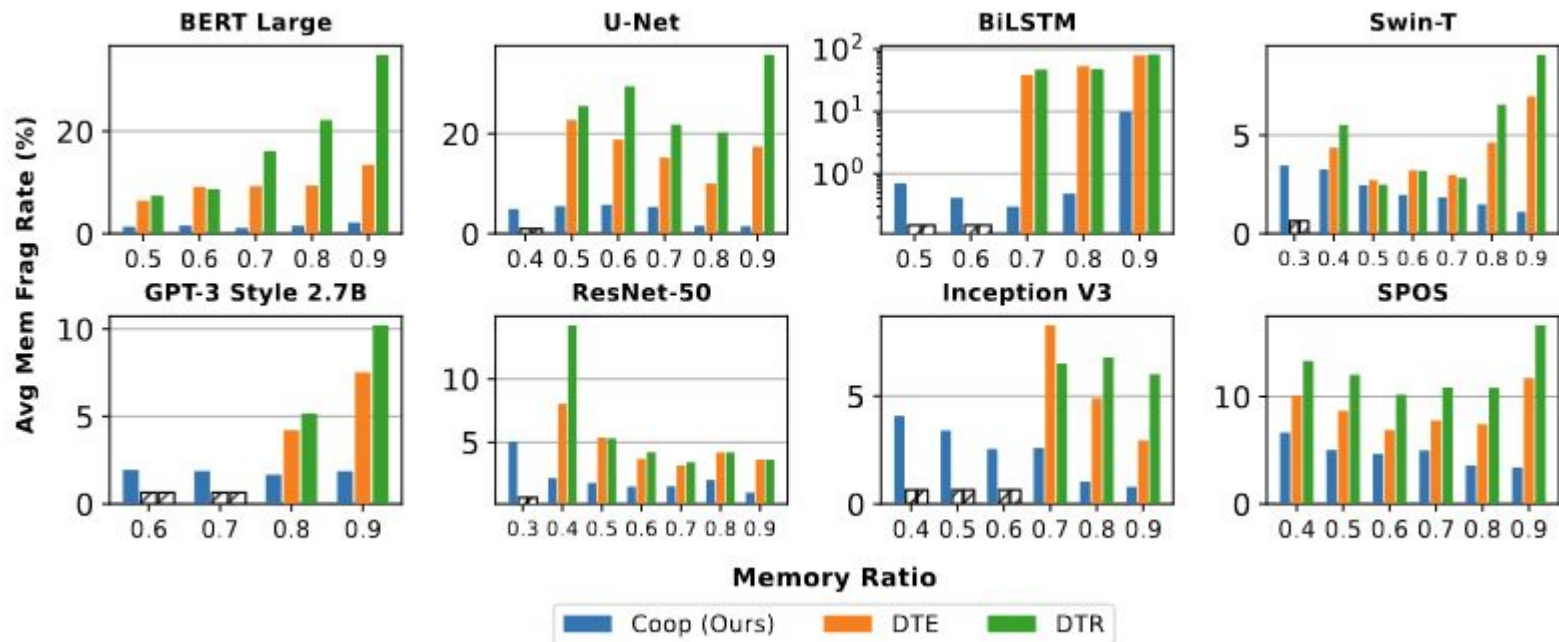 BERT Large U-Net BiLSTM Swin-T
Avg Mem Frag Rate (%)
20
0
0.5 0.6 0.7 0.8 0.9
20
0
0.4 0.5 0.6 0.7 0.8 0.9
10²
10¹
10⁰
0.5 0.6 0.7 0.8 0.9
5
0
0.3 0.4 0.5 0.6 0.7 0.8 0.9
GPT-3 Style 2.7B ResNet-50 Inception V3 SPOS
10
5
0
0.6 0.7 0.8 0.9
10
5
0.3 0.4 0.5 0.6 0.7 0.8 0.9
5
0
0.4 0.5 0.6 0.7 0.8 0.9
10
0
0.4 0.5 0.6 0.7 0.8 0.9
Memory Ratio
Coop (Ours) DTE DTR